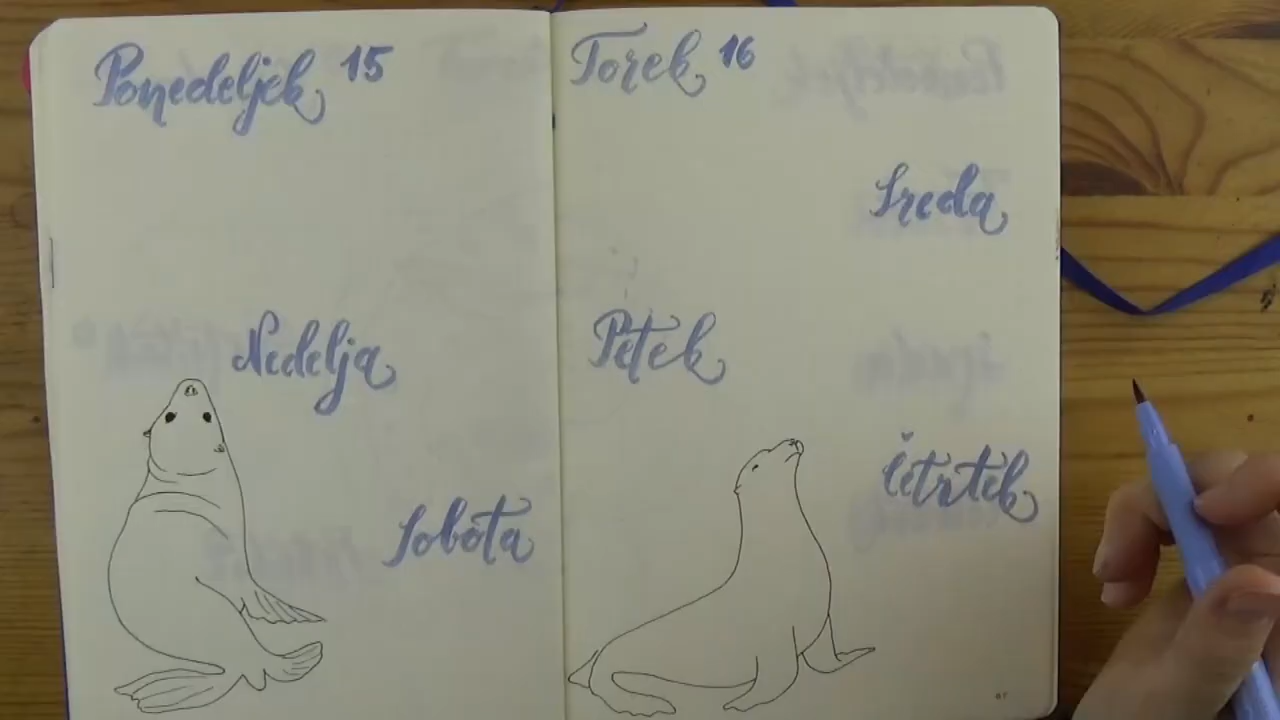 Ponedeljek 15
Torek 16
Sreda
Četrtek
Petek
Sobota
Nedelja